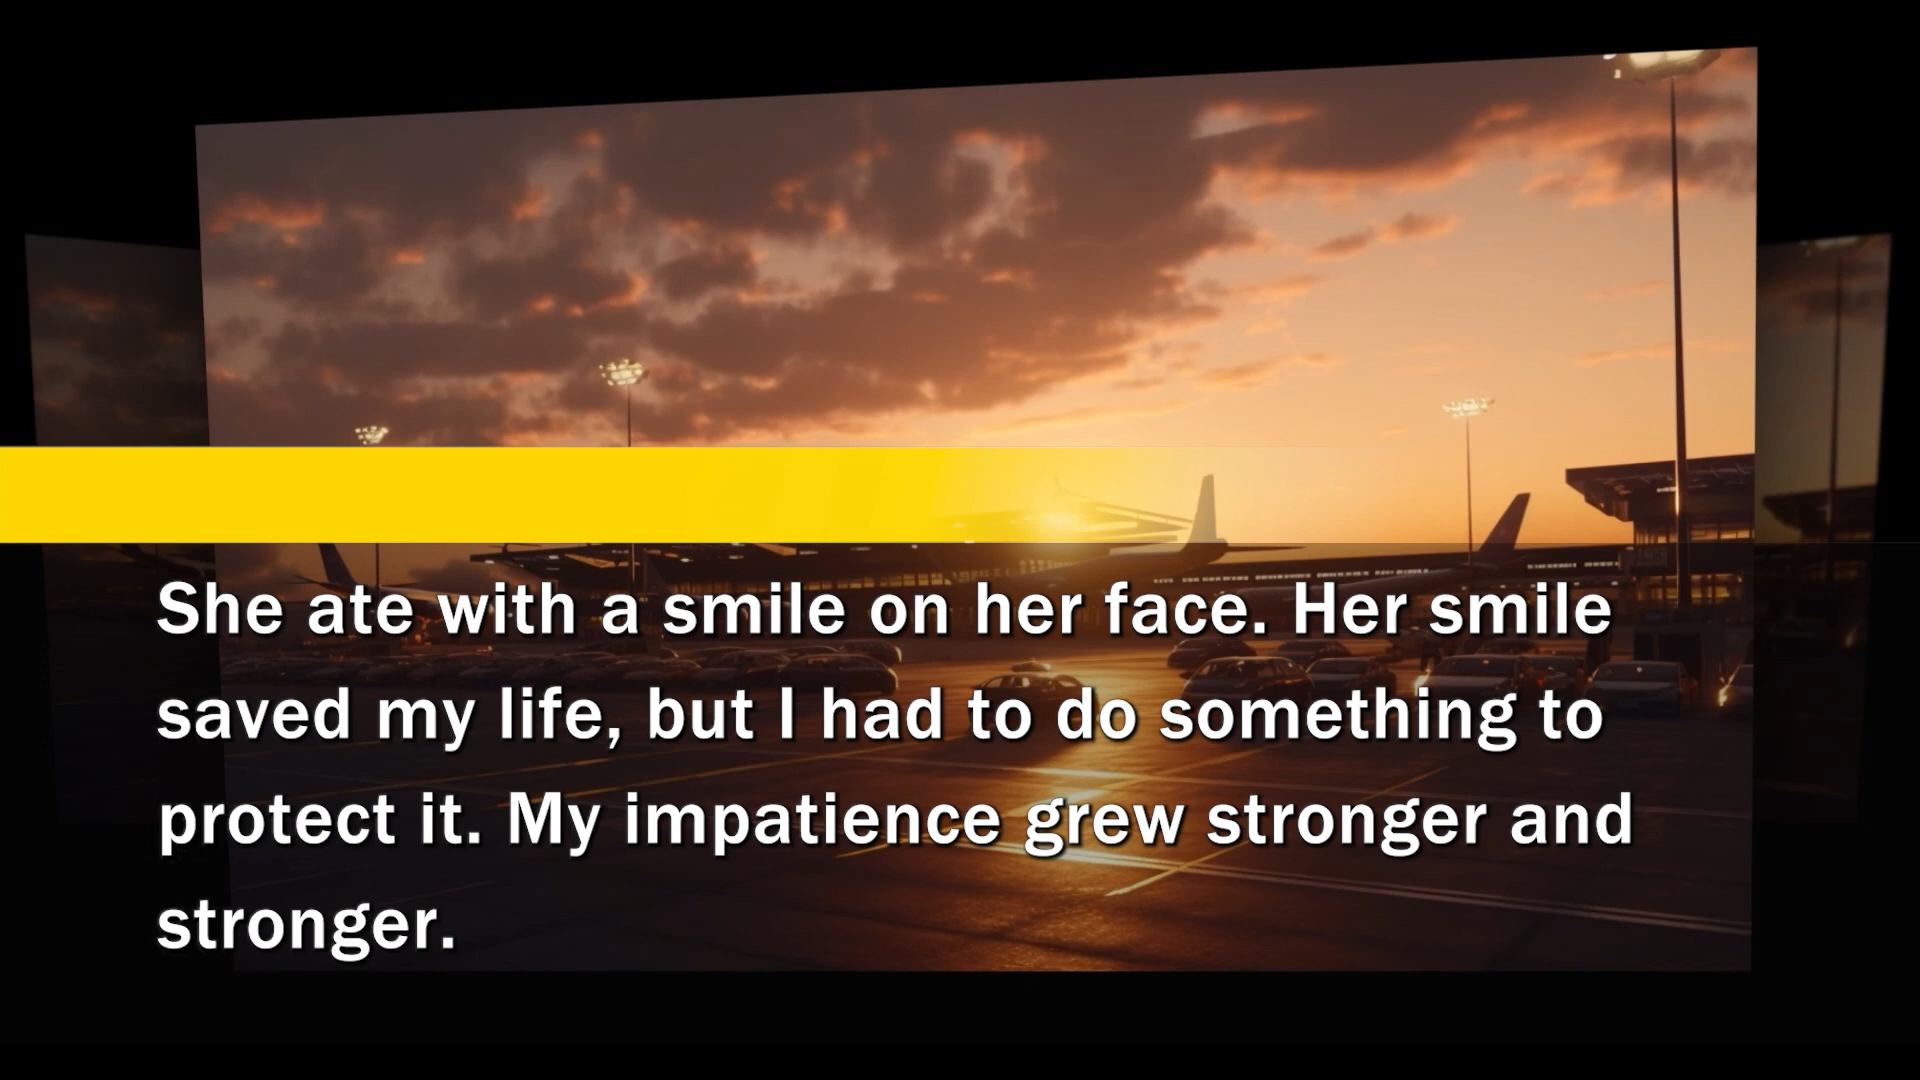 She ate with a smile on her face. Her smile
saved my life, but I had to do something to
protect it. My impatience grew stronger and
stronger.